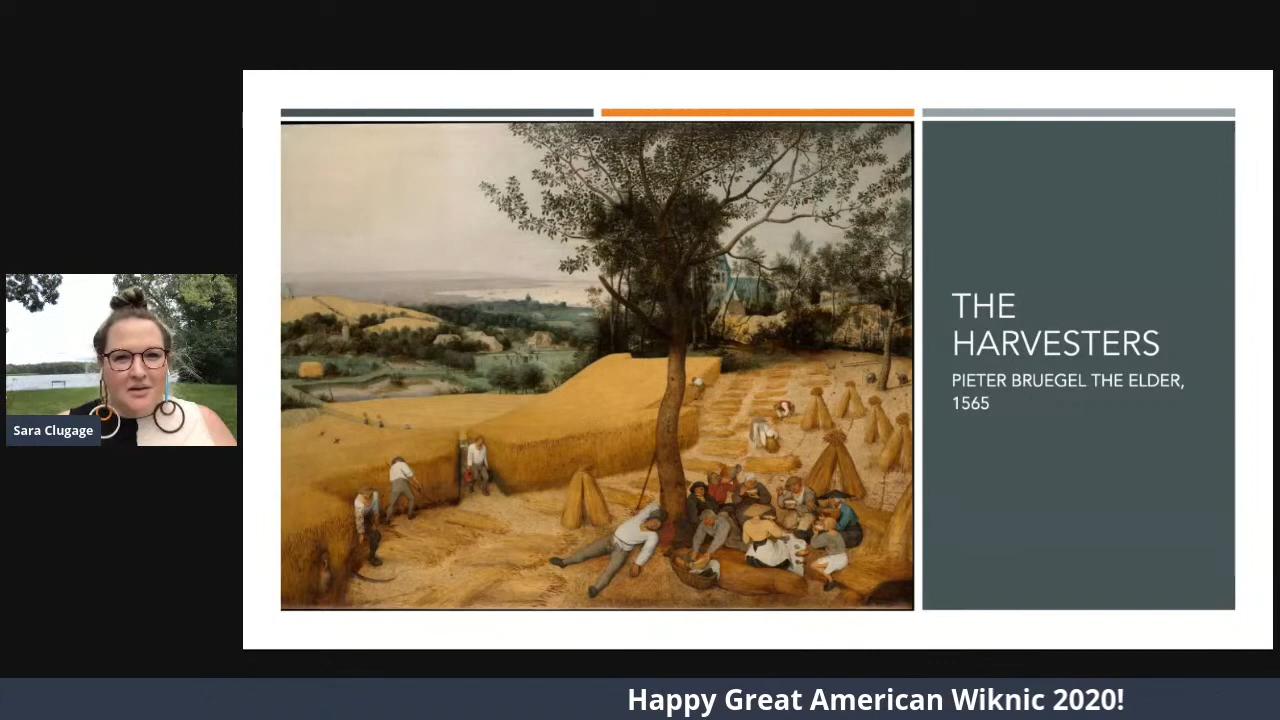 THE
HARVESTERS
PIETER BRUEGEL THE ELDER,
1565
Sara Clugage
Happy Great American Wiknic 2020!